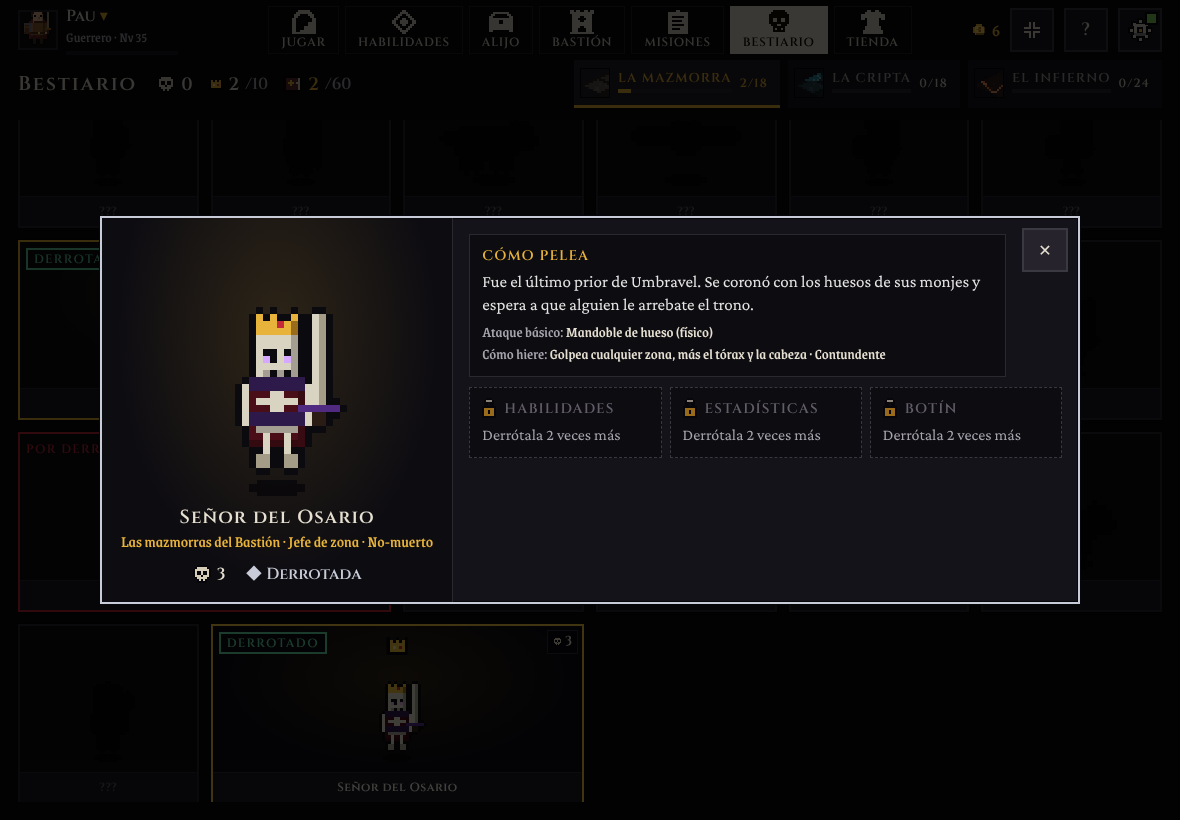 Pau ▼
Guerrero · Nv 35
Jugar
Habilidades
Alijo
Bastión
Misiones
Bestiario
Tienda
6
?
Bestiario
0
2 /10
2 /60
La Mazmorra 2/18
La Cripta 0/18
El Infierno 0/24
???
???
???
???
???
???
Derrota
Por derr
Cómo pelea
Fue el último prior de Umbravel. Se coronó con los huesos de sus monjes y
espera a que alguien le arrebate el trono.
Ataque básico: Mandoble de hueso (físico)
Cómo hiere: Golpea cualquier zona, más el tórax y la cabeza · Contundente
×
Habilidades
Derrótala 2 veces más
Estadísticas
Derrótala 2 veces más
Botín
Derrótala 2 veces más
Señor del Osario
Las mazmorras del Bastión · Jefe de zona · No-muerto
3 ◆ Derrotada
Derrotado
3
???
Señor del Osario